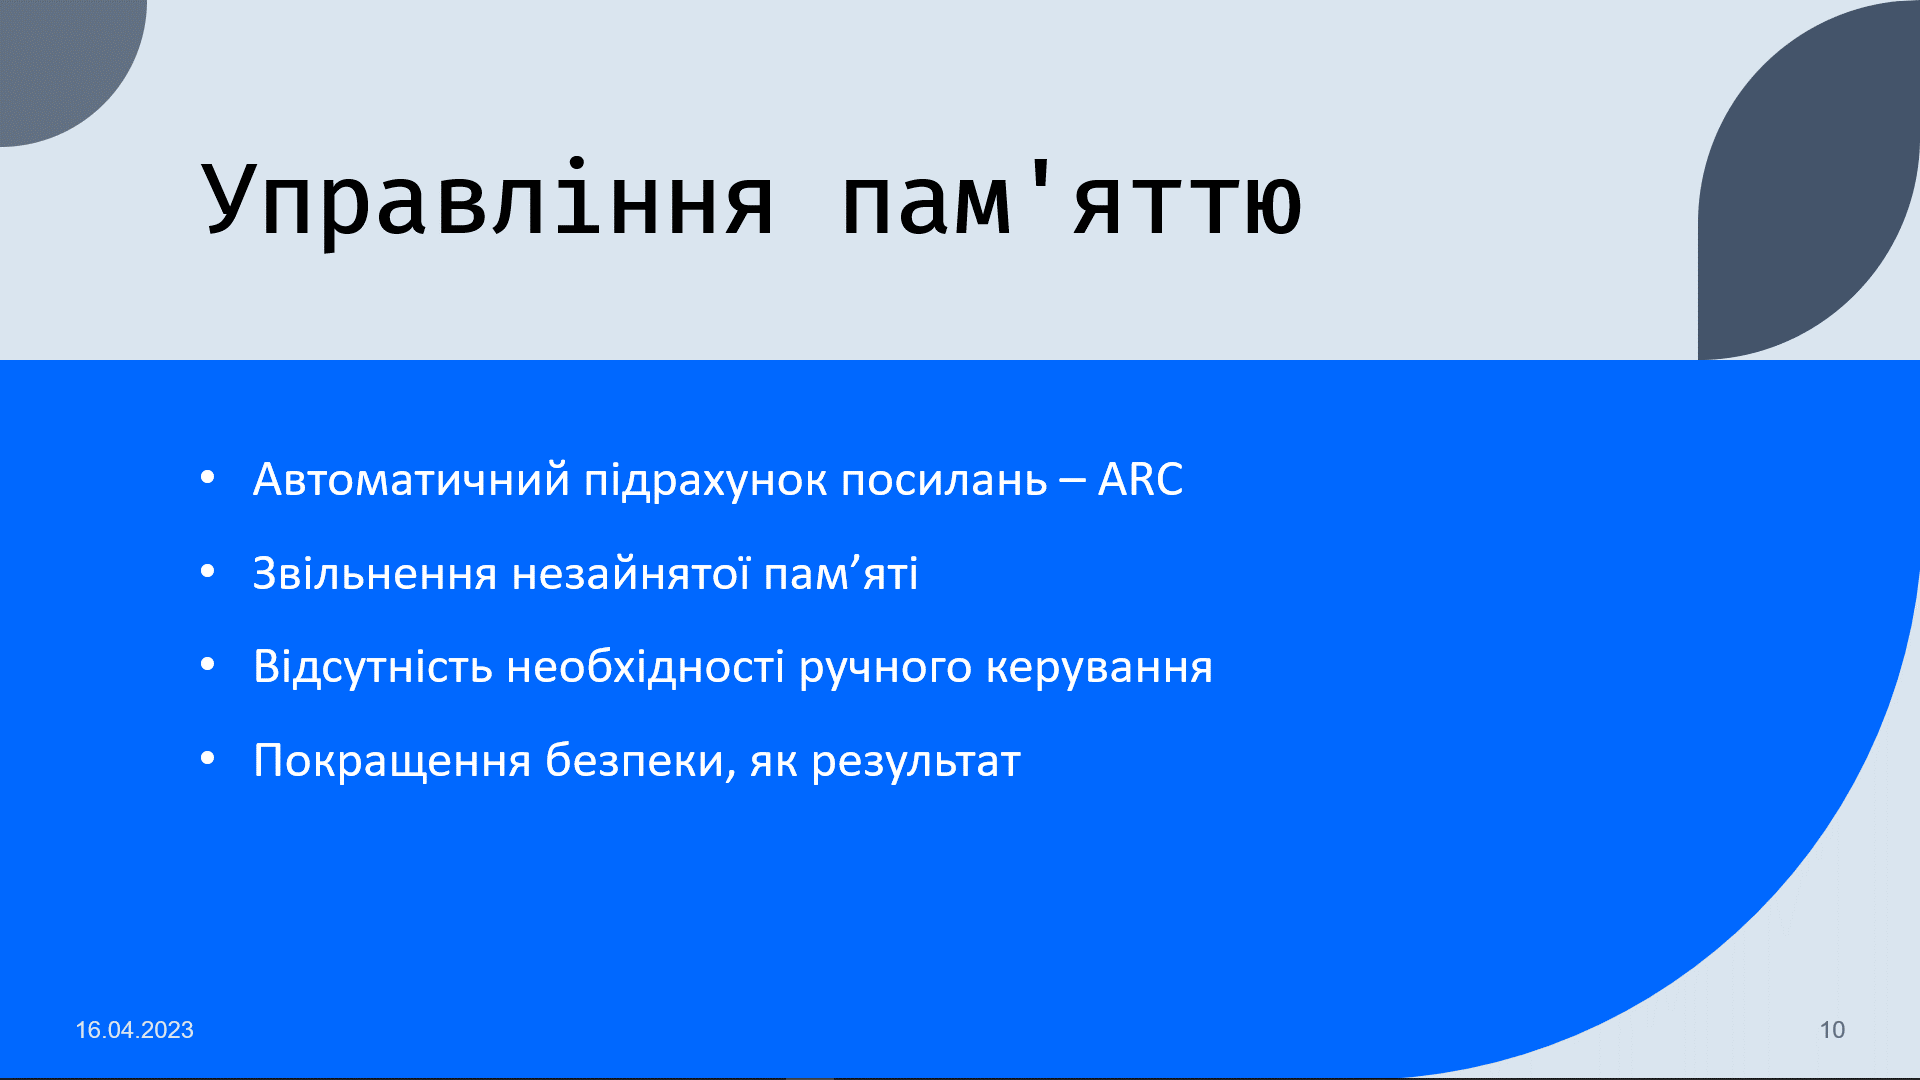 Управління пам'яттю
• Автоматичний підрахунок посилань – ARC
• Звільнення незайнятої пам’яті
• Відсутність необхідності ручного керування
• Покращення безпеки, як результат
16.04.2023
10